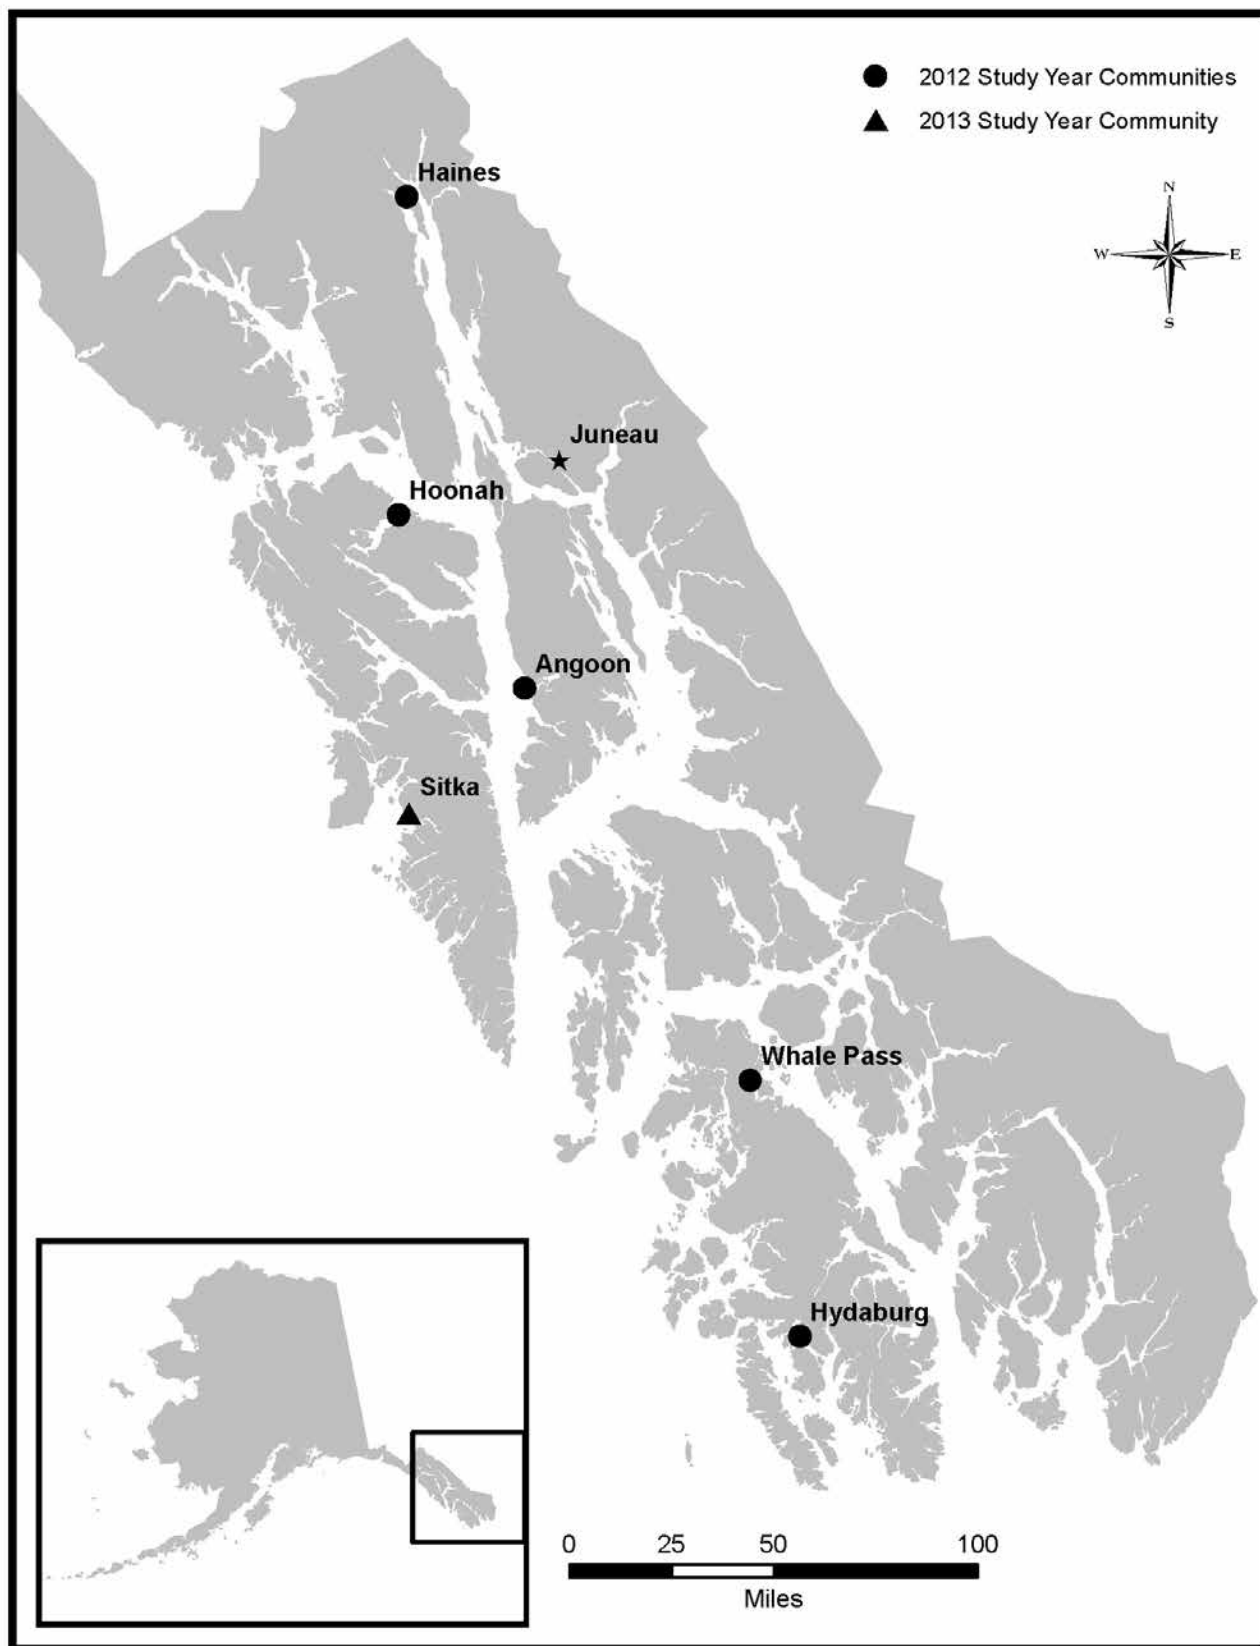 2012 Study Year Communities
2013 Study Year Community
N
W E
S
Haines
Juneau
Hoonah
Angoon
Sitka
Whale Pass
Hydaburg
0 25 50 100
Miles